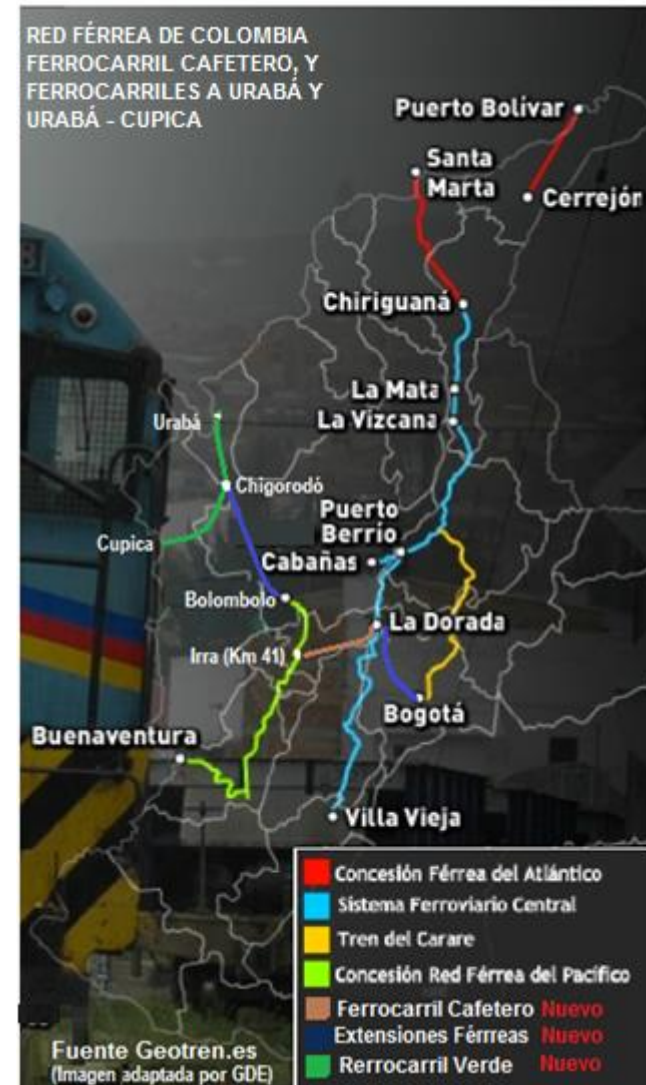 RED FÉRREA DE COLOMBIA
FERROCARRIL CAFETERO, Y
FERROCARRILES A URABÁ Y
URABÁ - CUPICA
Puerto Bolívar
Santa
Marta
Cerrejón
Chiriguaná
La Mata
La Vizcana
Urabá
Chigorodó
Puerto
Berrío
Cupica
Cabañas
Bolombolo
La Dorada
Irra (Km 41)
Bogotá
Buenaventura
Villa Vieja
Concesión Férrea del Atlántico
Sistema Ferroviario Central
Tren del Carare
Concesión Red Férrea del Pacífico
Ferrocarril Cafetero Nuevo
Extensiones Férrreas Nuevo
Rerrocarril Verde Nuevo
Fuente Geotren.es
(Imagen adaptada por GDE)